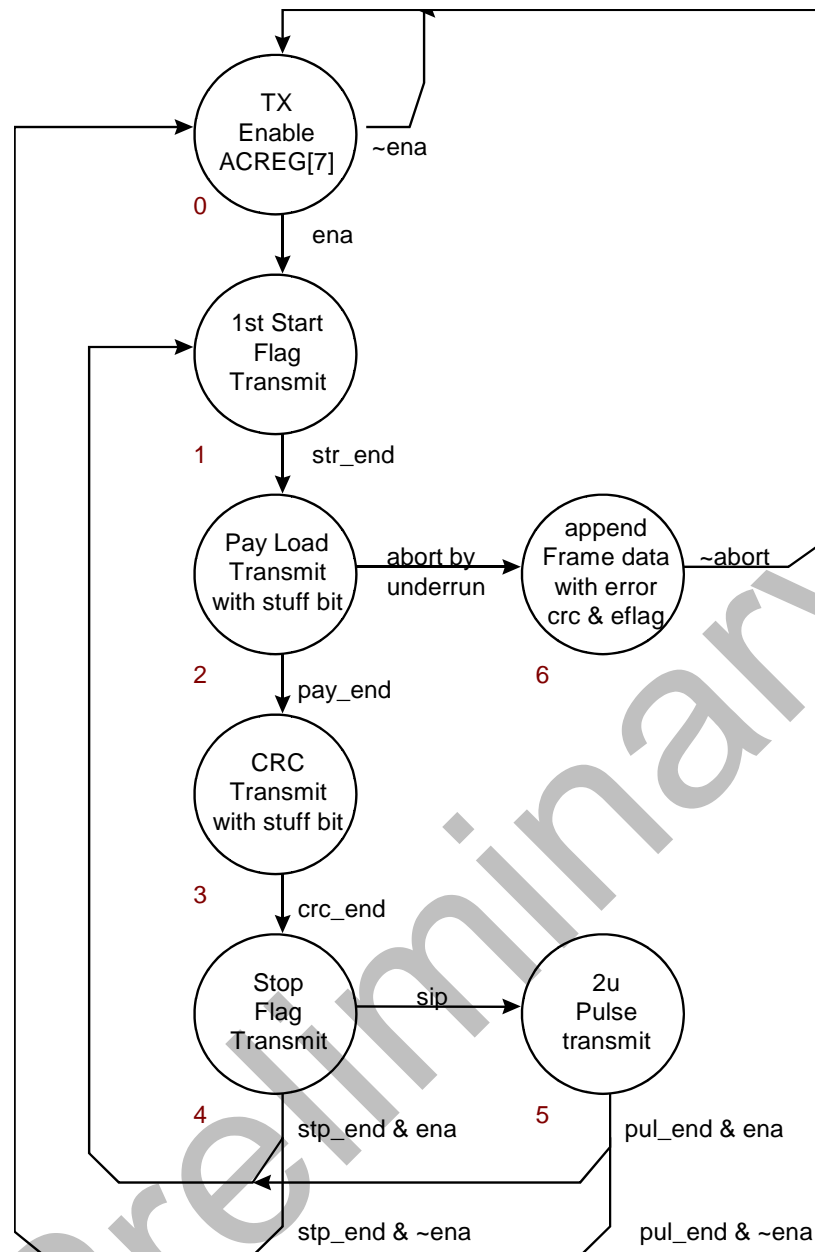 TX
Enable
ACREG[7]
~ena
0
ena
1st Start
Flag
Transmit
1
str_end
Pay Load
Transmit
with stuff bit
abort by
underrun
append
Frame data
with error
crc & eflag
~abort
2
6
pay_end
CRC
Transmit
with stuff bit
3
crc_end
Stop
Flag
Transmit
sip
2u
Pulse
transmit
4
stp_end & ena
5
pul_end & ena
stp_end & ~ena
pul_end & ~ena
preliminary